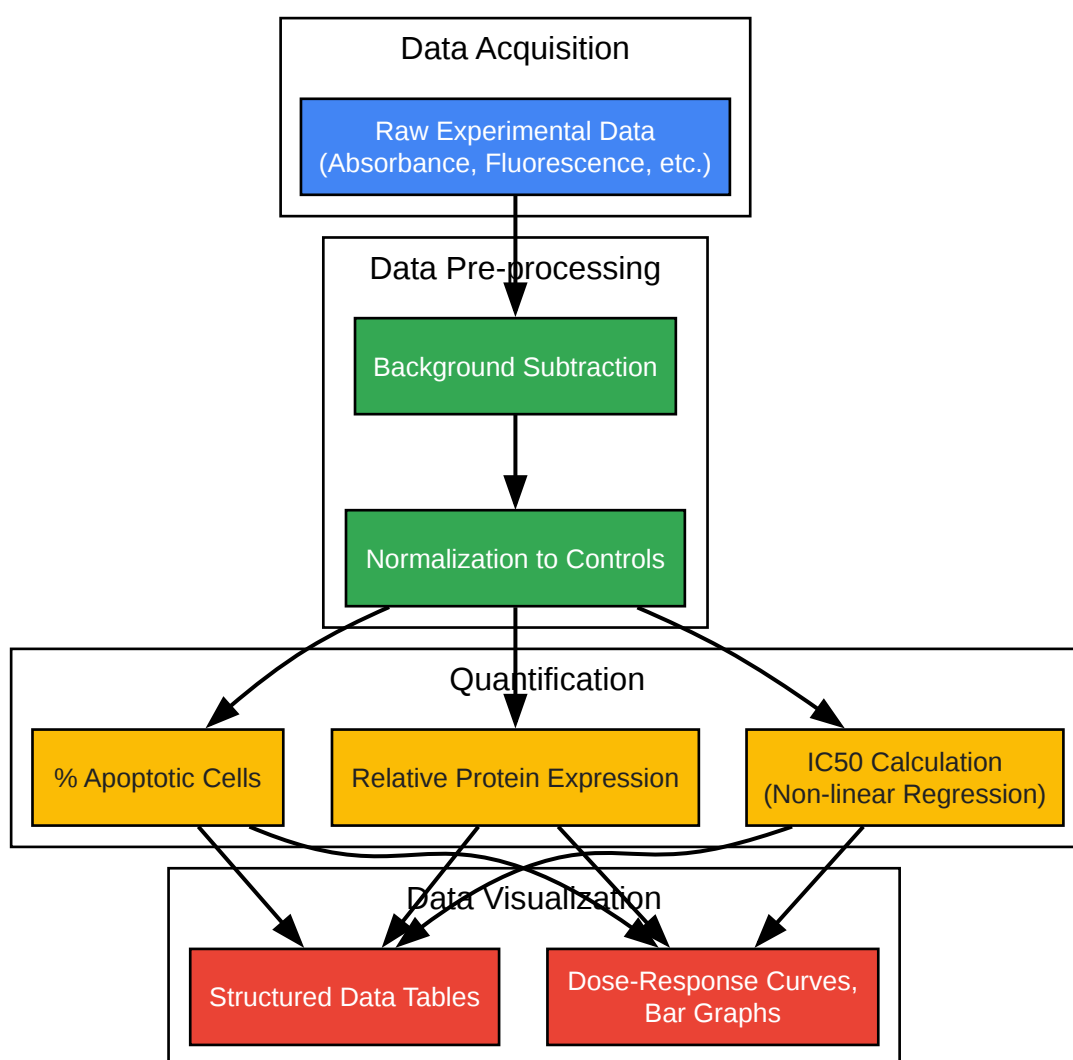 Data Acquisition
Raw Experimental Data
(Absorbance, Fluorescence, etc.)
Data Pre-processing
Background Subtraction
Normalization to Controls
Quantification
% Apoptotic Cells
Relative Protein Expression
IC50 Calculation
(Non-linear Regression)
Data Visualization
Structured Data Tables
Dose-Response Curves,
Bar Graphs